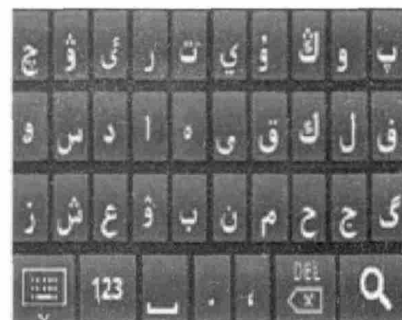 پ و ڭ ۇ ي ت ر ئ ۋ چ
ف ل ك ق ى ه ا د س ه
گ ج ح م ن ب ۋ ع ش ز
DEL
123 . ،